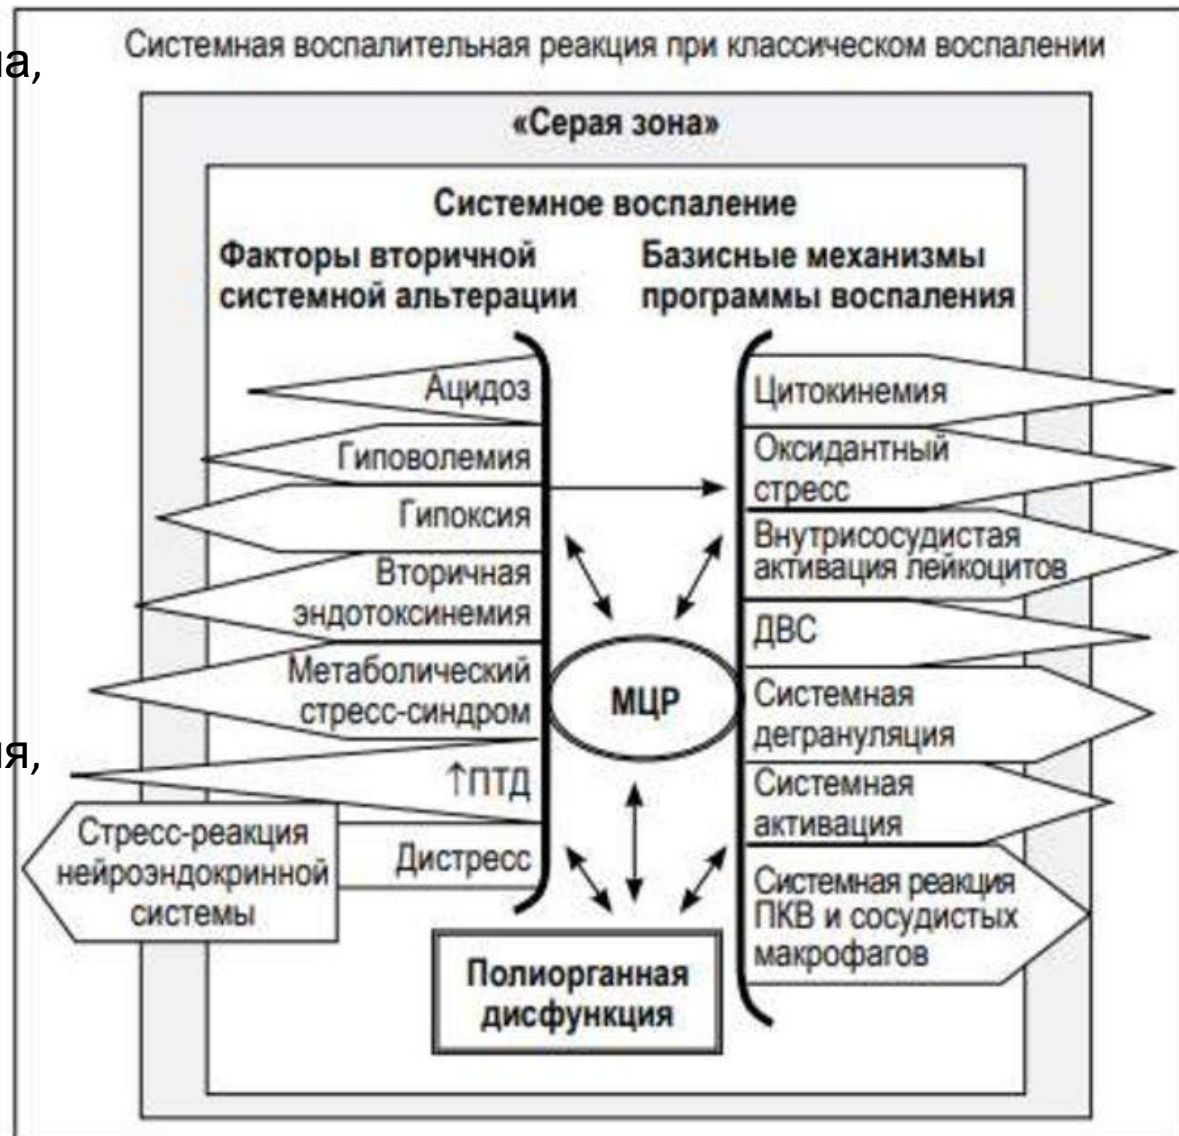 на,
ия,
Системная воспалительная реакция при классическом воспалении
«Серая зона»
Системное воспаление
Факторы вторичной
системной альтерации
Ацидоз
Гиповолемия
Гипоксия
Вторичная
эндотоксинемия
Метаболический
стресс-синдром
↑ПТД
Дистресс
Стресс-реакция
нейроэндокринной
системы
Базисные механизмы
программы воспаления
Цитокинемия
Оксидантный
стресс
Внутрисосудистая
активация лейкоцитов
ДВС
Системная
дегрануляция
Системная
активация
Системная реакция
ПКВ и сосудистых
макрофагов
МЦР
Полиорганная
дисфункция